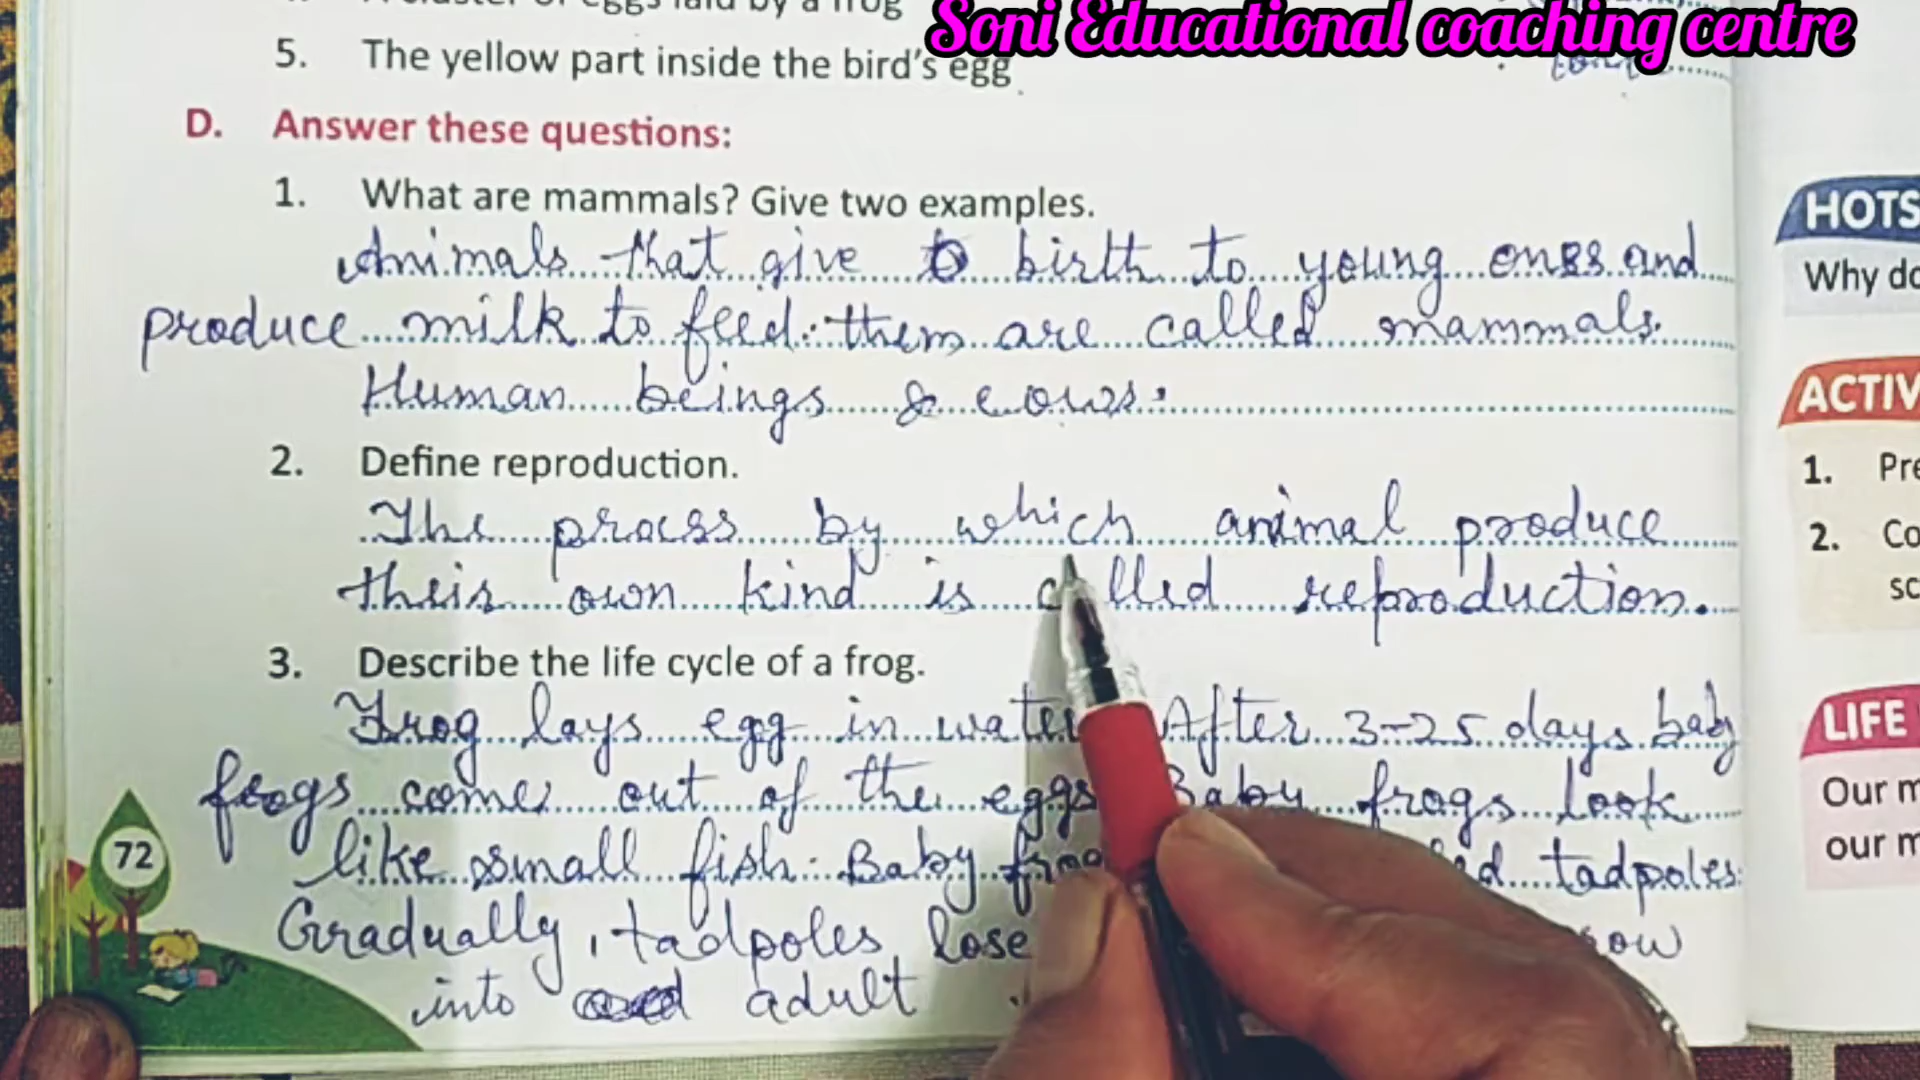 eggs laid by a frog
Soni Educational coaching centre
5. The yellow part inside the bird's egg
D. Answer these questions:
1. What are mammals? Give two examples.
Animals that give birth to young ones and
produce milk to feed them are called mammals.
Human beings & cows.
2. Define reproduction.
The process by which animal produce
their own kind is called reproduction.
3. Describe the life cycle of a frog.
Frog lays egg in water After 3-25 days baby
frogs come out of the eggs Baby frogs look
like small fish. Baby tadpoles.
Gradually, tadpoles lose
into adult
72
HOTS
Why do
ACTIV
1. Pre
2. Co
sc
LIFE
Our m
our m